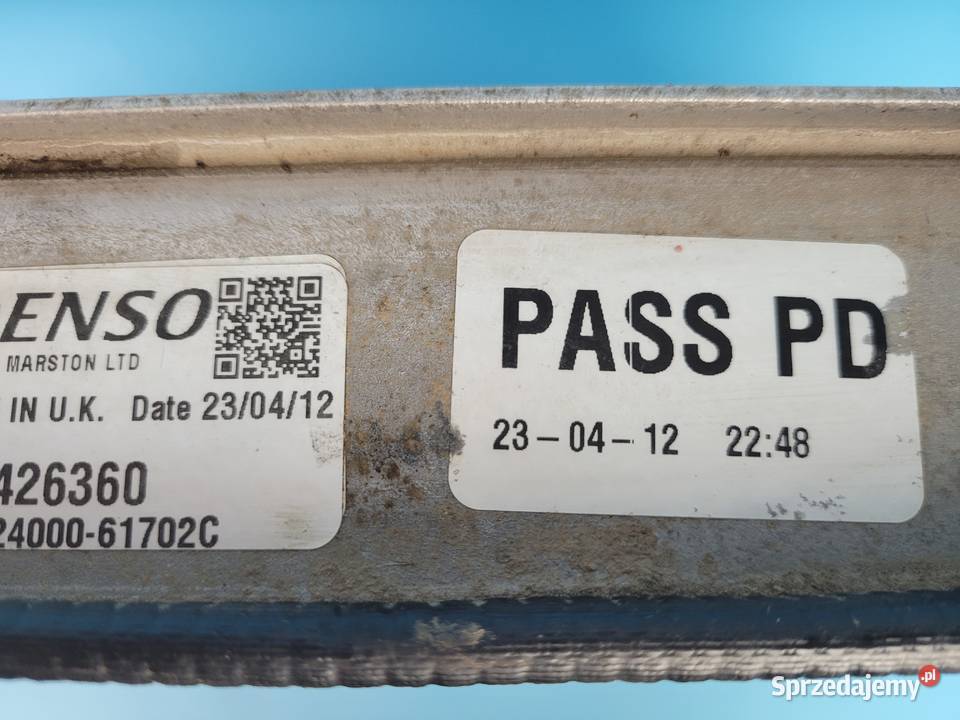 ENSO
MARSTON LTD
IN U.K. Date 23/04/12
426360
24000-61702C
PASS PD
23-04-12 22:48
Sprzedajemy.pl